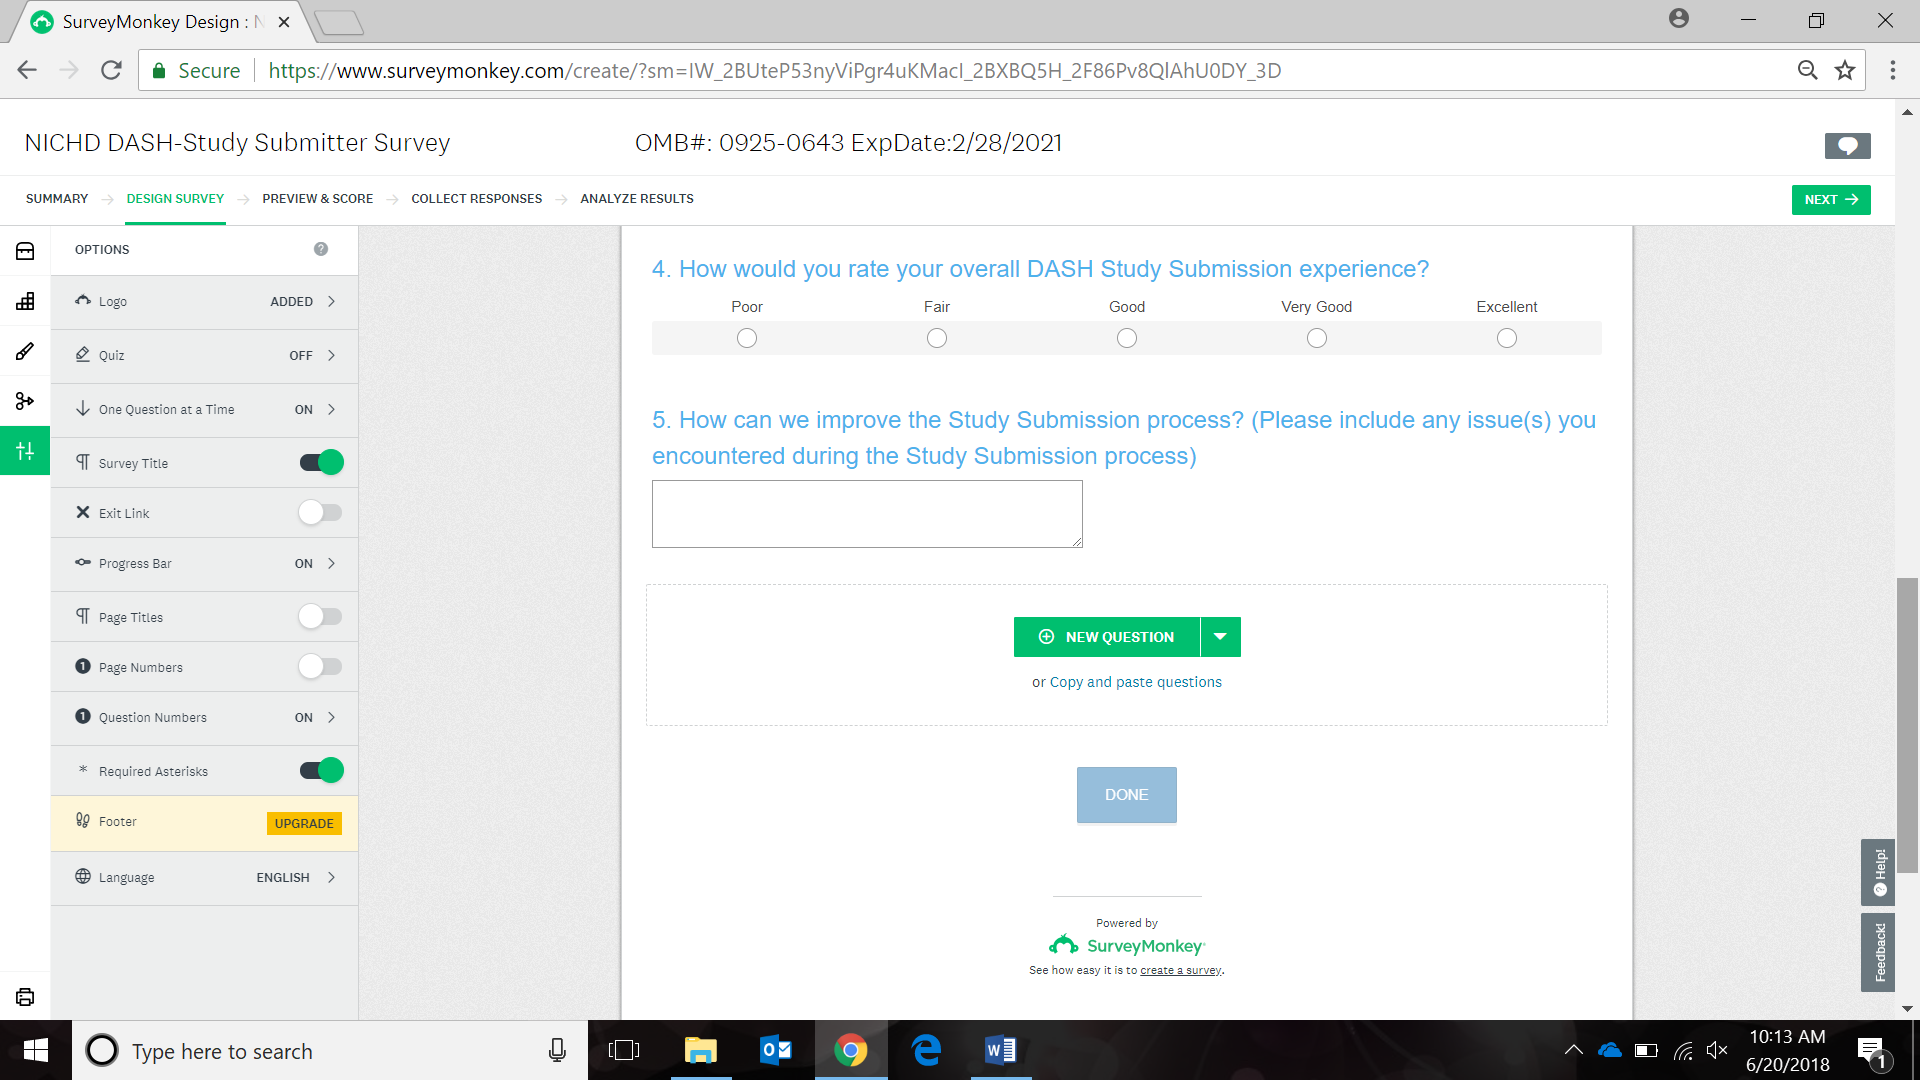 SurveyMonkey Design : N
Secure
https://www.surveymonkey.com/create/?sm=IW_2BUteP53nyViPgr4uKMacI_2BXBQ5H_2F86Pv8QlAhU0DY_3D
NICHD DASH-Study Submitter Survey OMB#: 0925-0643 ExpDate:2/28/2021
SUMMARY DESIGN SURVEY PREVIEW & SCORE COLLECT RESPONSES ANALYZE RESULTS NEXT
OPTIONS ?
Logo ADDED
Quiz OFF
One Question at a Time ON
Survey Title
Exit Link
Progress Bar ON
Page Titles
1 Page Numbers
1 Question Numbers ON
* Required Asterisks
Footer UPGRADE
Language ENGLISH
4. How would you rate your overall DASH Study Submission experience?
Poor Fair Good Very Good Excellent
5. How can we improve the Study Submission process? (Please include any issue(s) you
encountered during the Study Submission process)
NEW QUESTION
or Copy and paste questions
DONE
Powered by
SurveyMonkey
See how easy it is to create a survey.
? Help!
Feedback!
Type here to search
10:13 AM
6/20/2018
1